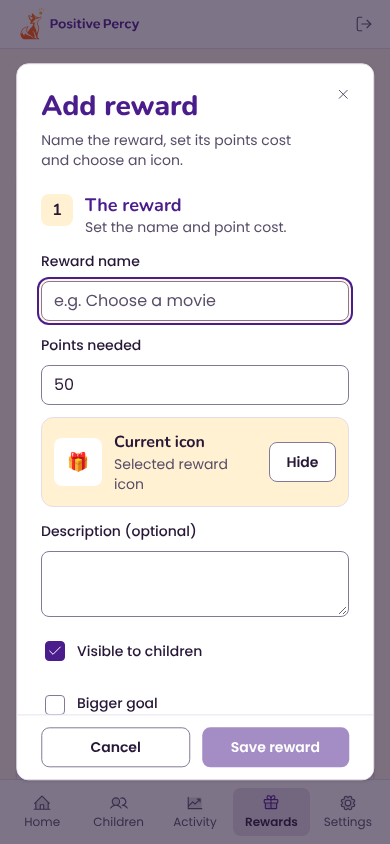 Positive Percy
Add reward
Name the reward, set its points cost
and choose an icon.
1
The reward
Set the name and point cost.
Reward name
e.g. Choose a movie
Points needed
50
Current icon
Selected reward
icon
Hide
Description (optional)
Visible to children
Bigger goal
Cancel
Save reward
Home
Children
Activity
Rewards
Settings